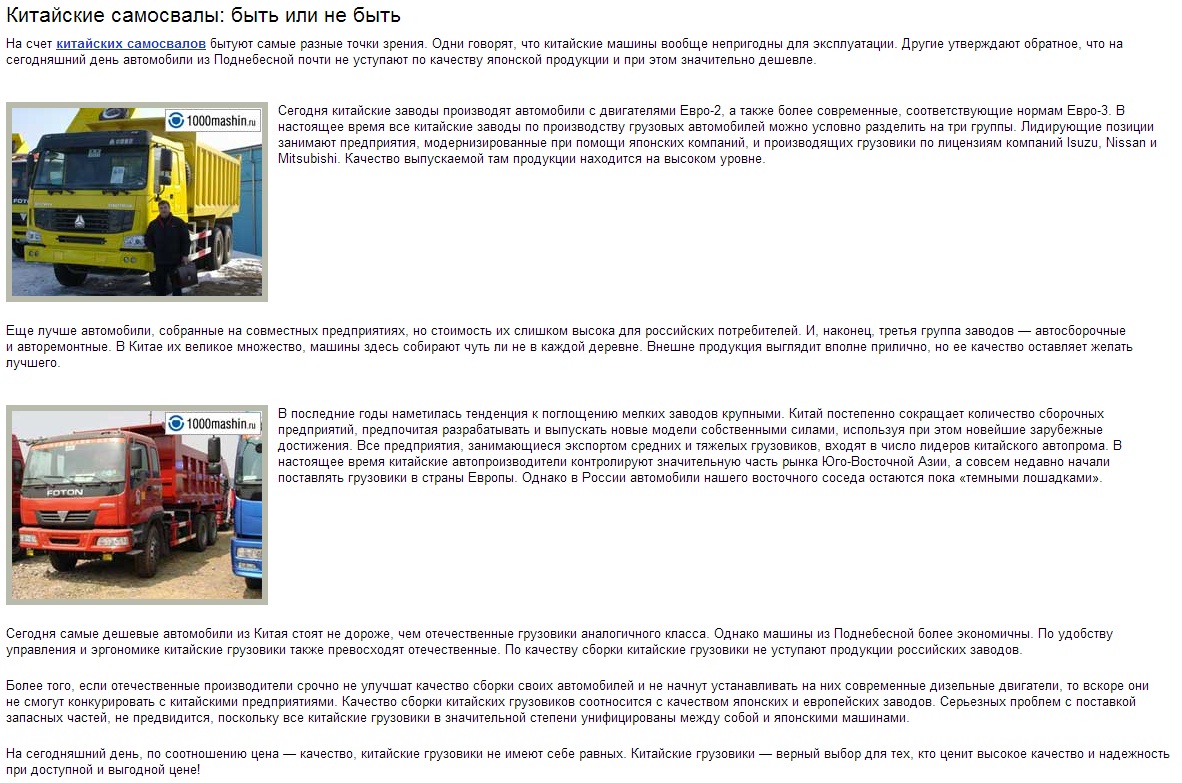 Китайские самосвалы: быть или не быть
На счет китайских самосвалов бытуют самые разные точки зрения. Одни говорят, что китайские машины вообще непригодны для эксплуатации. Другие утверждают обратное, что на
сегодняшний день автомобили из Поднебесной почти не уступают по качеству японской продукции и при этом значительно дешевле.
1000mashin.ru
Сегодня китайские заводы производят автомобили с двигателями Евро-2, а также более современные, соответствующие нормам Евро-3. В
настоящее время все китайские заводы по производству грузовых автомобилей можно условно разделить на три группы. Лидирующие позиции
занимают предприятия, модернизированные при помощи японских компаний, и производящих грузовики по лицензиям компаний Isuzu, Nissan и
Mitsubishi. Качество выпускаемой там продукции находится на высоком уровне.
Еще лучше автомобили, собранные на совместных предприятиях, но стоимость их слишком высока для российских потребителей. И, наконец, третья группа заводов — автосборочные
и авторемонтные. В Китае их великое множество, машины здесь собирают чуть ли не в каждой деревне. Внешне продукция выглядит вполне прилично, но ее качество оставляет желать
лучшего.
1000mashin.ru
FOTON
В последние годы наметилась тенденция к поглощению мелких заводов крупными. Китай постепенно сокращает количество сборочных
предприятий, предпочитая разрабатывать и выпускать новые модели собственными силами, используя при этом новейшие зарубежные
достижения. Все предприятия, занимающиеся экспортом средних и тяжелых грузовиков, входят в число лидеров китайского автопрома. В
настоящее время китайские автопроизводители контролируют значительную часть рынка Юго-Восточной Азии, а совсем недавно начали
поставлять грузовики в страны Европы. Однако в России автомобили нашего восточного соседа остаются пока «темными лошадками».
Сегодня самые дешевые автомобили из Китая стоят не дороже, чем отечественные грузовики аналогичного класса. Однако машины из Поднебесной более экономичны. По удобству
управления и эргономике китайские грузовики также превосходят отечественные. По качеству сборки китайские грузовики не уступают продукции российских заводов.
Более того, если отечественные производители срочно не улучшат качество сборки своих автомобилей и не начнут устанавливать на них современные дизельные двигатели, то вскоре они
не смогут конкурировать с китайскими предприятиями. Качество сборки китайских грузовиков соотносится с качеством японских и европейских заводов. Серьезных проблем с поставкой
запасных частей, не предвидится, поскольку все китайские грузовики в значительной степени унифицированы между собой и японскими машинами.
На сегодняшний день, по соотношению цена — качество, китайские грузовики не имеют себе равных. Китайские грузовики — верный выбор для тех, кто ценит высокое качество и надежность
при доступной и выгодной цене!